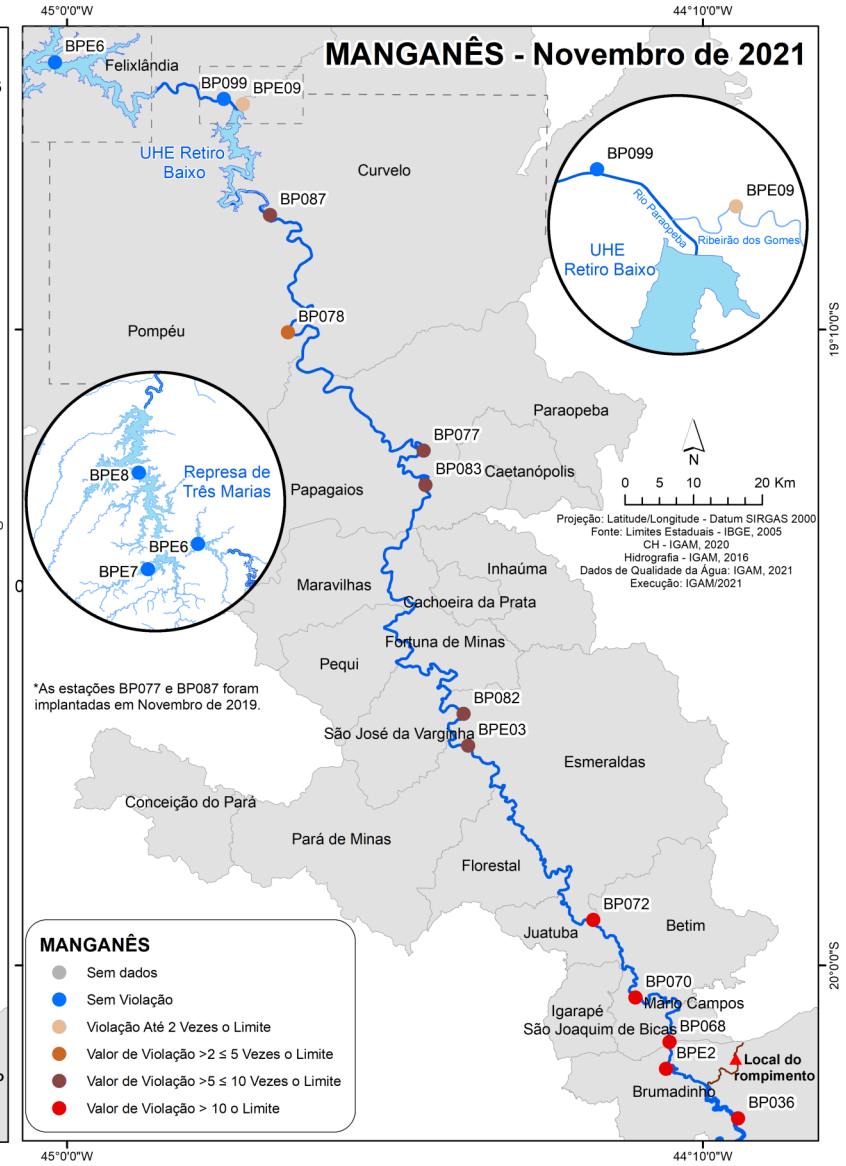 45°0'0"W
44°10'0"W
MANGANÊS - Novembro de 2021
BPE6
Felixlândia
BP099
BPE09
UHE Retiro
Baixo
Curvelo
BP087
BP099
BPE09
Rio Paraopeba
Ribeirão dos Gomes
UHE
Retiro Baixo
BP078
Pompéu
19°10'0"S
Paraopeba
BP077
BP083
Caetanópolis
Papagaios
BPE8
Represa de
Três Marias
BPE6
BPE7
N
0 5 10 20 Km
Projeção: Latitude/Longitude - Datum SIRGAS 2000
Fonte: Limites Estaduais - IBGE, 2005
CH - IGAM, 2020
Hidrografia - IGAM, 2016
Dados de Qualidade da Água: IGAM, 2021
Execução: IGAM/2021
Inhaúma
Maravilhas
Cachoeira da Prata
Fortuna de Minas
Pequi
*As estações BP077 e BP087 foram
implantadas em Novembro de 2019.
BP082
BPE03
São José da Varginha
Esmeraldas
Conceição do Pará
Pará de Minas
Florestal
BP072
Juatuba
Betim
20°0'0"S
BP070
Mário Campos
Igarapé
São Joaquim de Bicas
BP068
BPE2
Local do
rompimento
Brumadinho
BP036
MANGANÊS
Sem dados
Sem Violação
Violação Até 2 Vezes o Limite
Valor de Violação >2 ≤ 5 Vezes o Limite
Valor de Violação >5 ≤ 10 Vezes o Limite
Valor de Violação > 10 o Limite
45°0'0"W
44°10'0"W